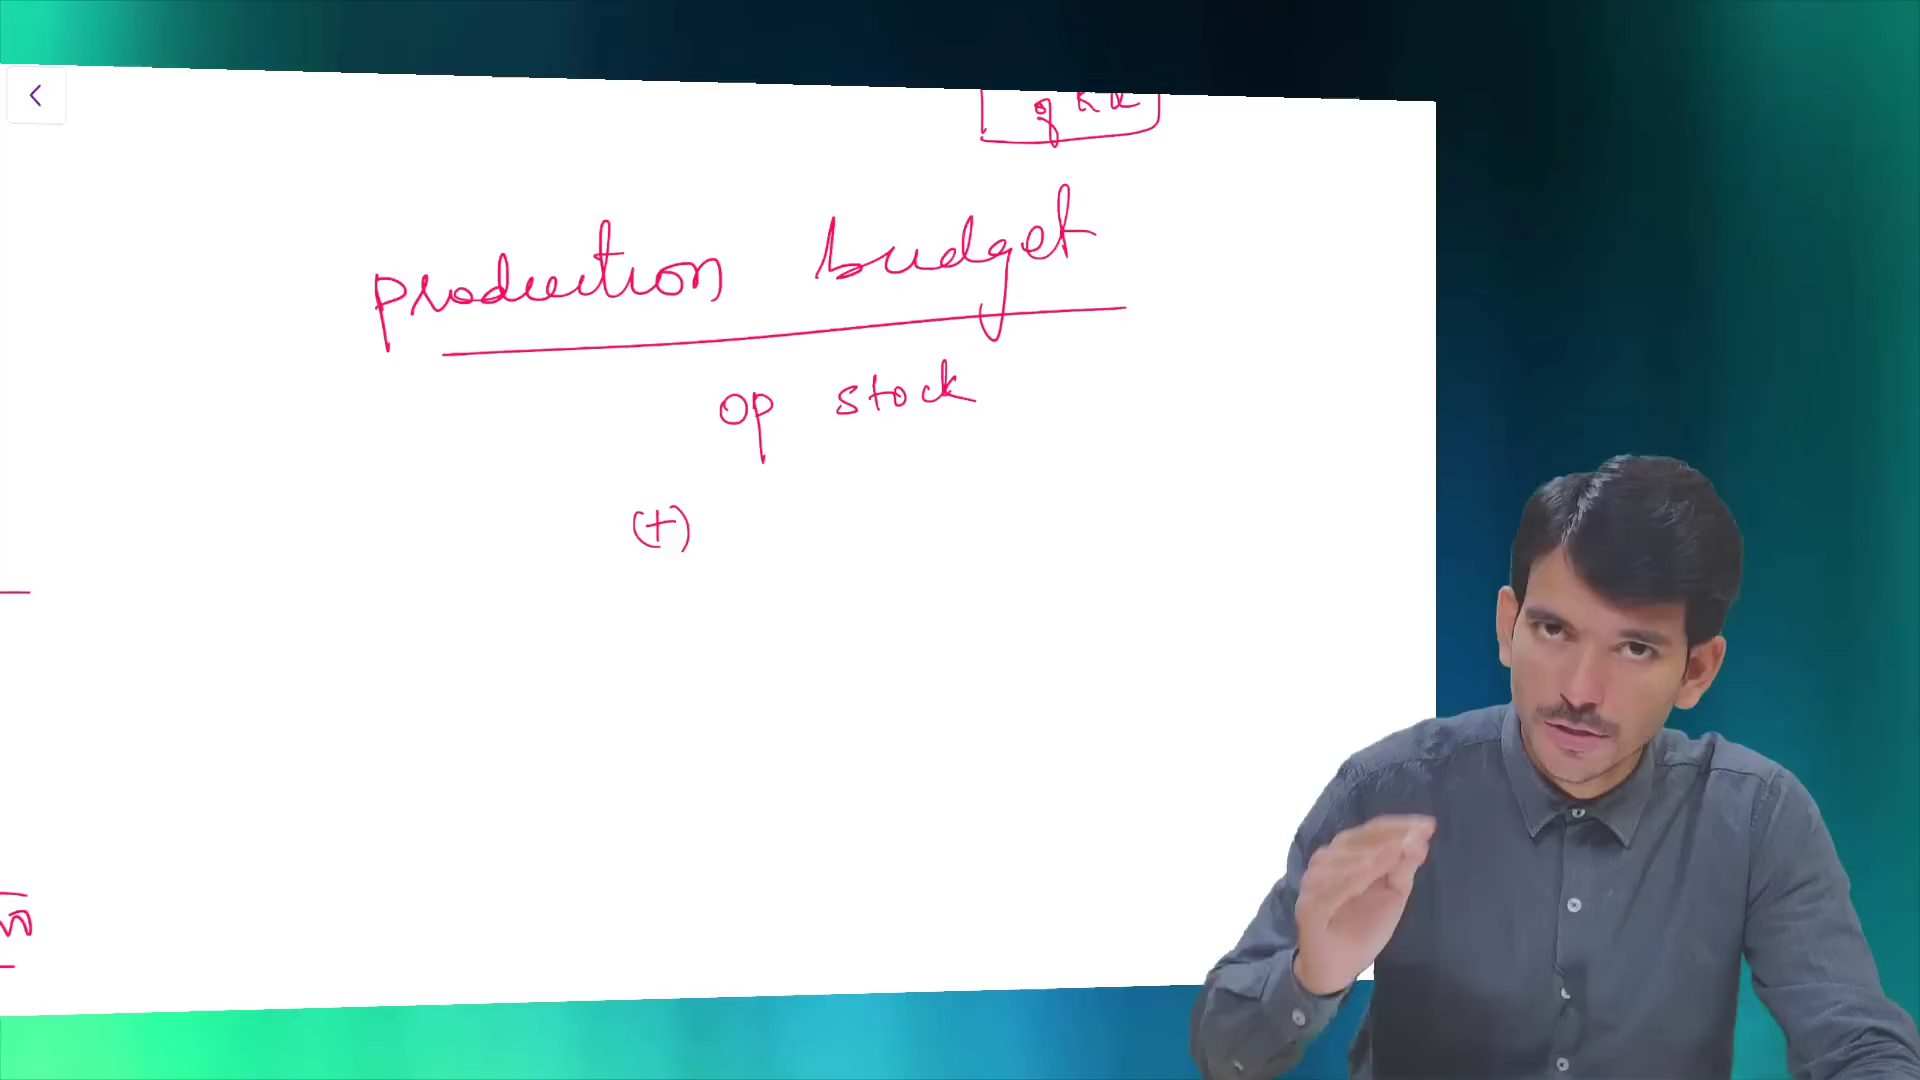 production budget
op stock
(+)